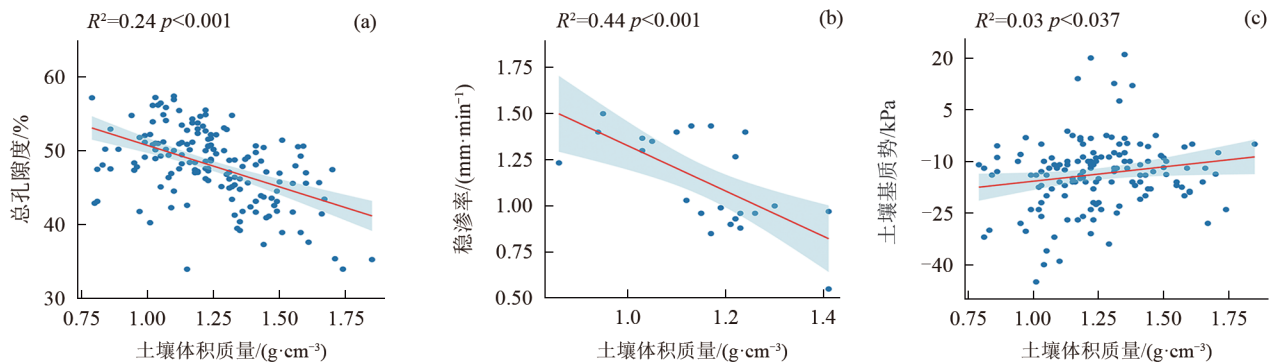 R²=0.24 p<0.001
(a)
总孔隙度/%
60
50
40
30
0.75 1.00 1.25 1.50 1.75
土壤体积质量/(g·cm⁻³)
R²=0.44 p<0.001
(b)
稳渗率/(mm·min⁻¹)
1.75
1.50
1.25
1.00
0.75
0.50
1.0 1.2 1.4
土壤体积质量/(g·cm⁻³)
R²=0.03 p<0.037
(c)
土壤基质势/kPa
20
5
−10
−25
−40
0.75 1.00 1.25 1.50 1.75
土壤体积质量/(g·cm⁻³)